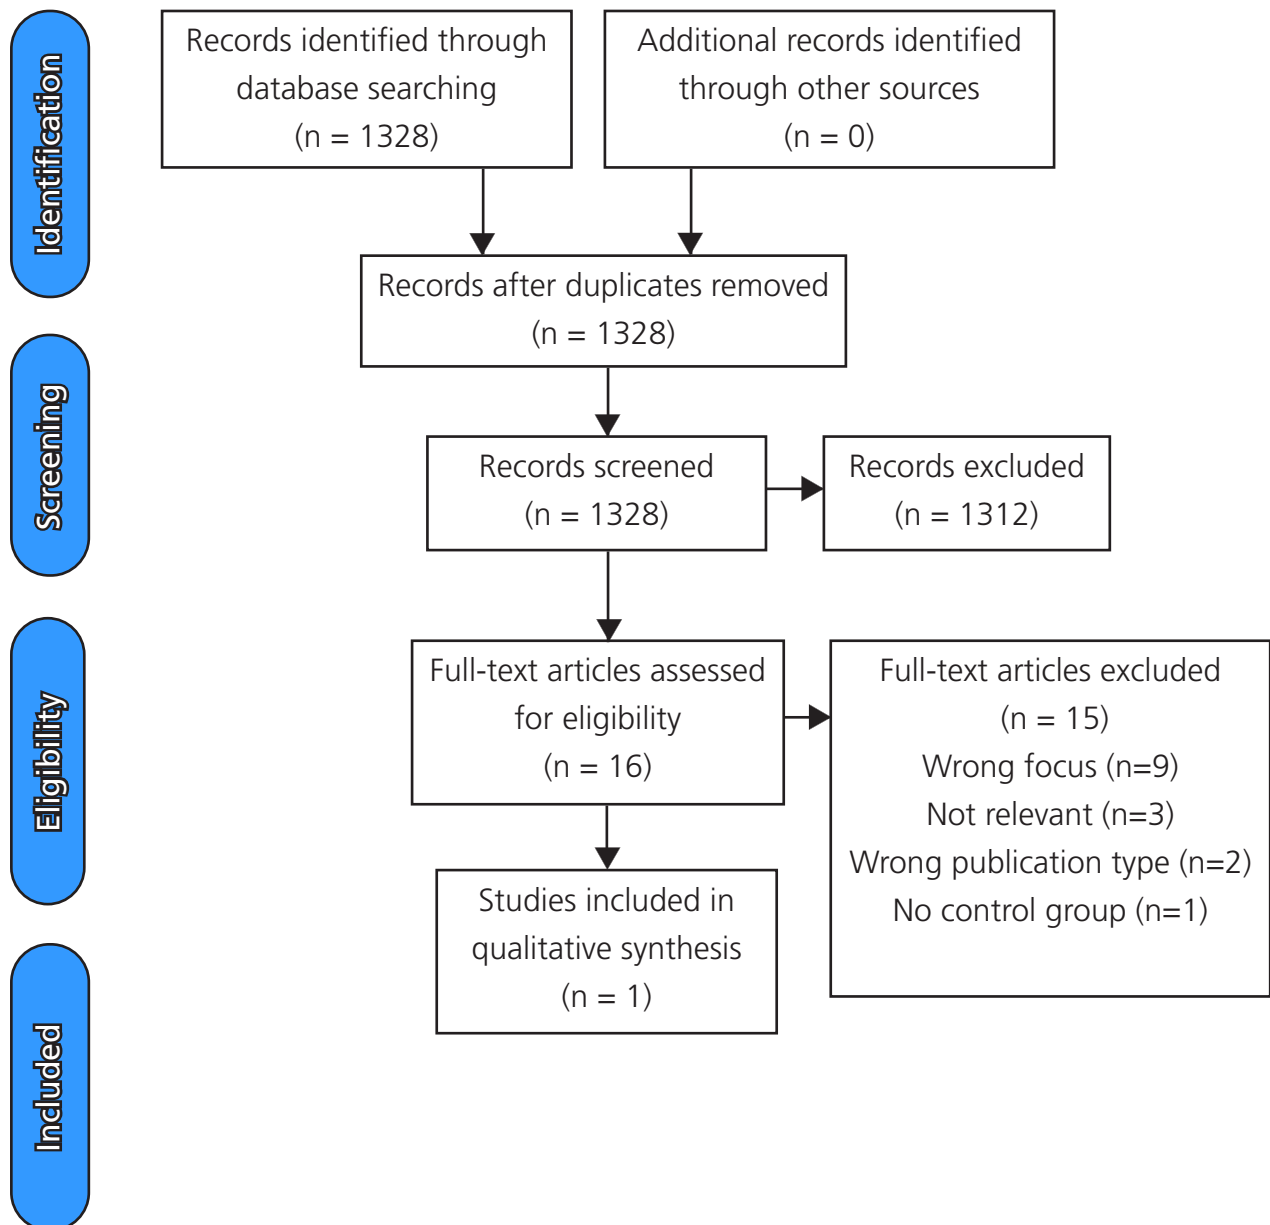 Identification
Records identified through
database searching
(n = 1328)
Additional records identified
through other sources
(n = 0)
Records after duplicates removed
(n = 1328)
Screening
Records screened
(n = 1328)
Records excluded
(n = 1312)
Eligibility
Full-text articles assessed
for eligibility
(n = 16)
Full-text articles excluded
(n = 15)
Wrong focus (n=9)
Not relevant (n=3)
Wrong publication type (n=2)
No control group (n=1)
Included
Studies included in
qualitative synthesis
(n = 1)